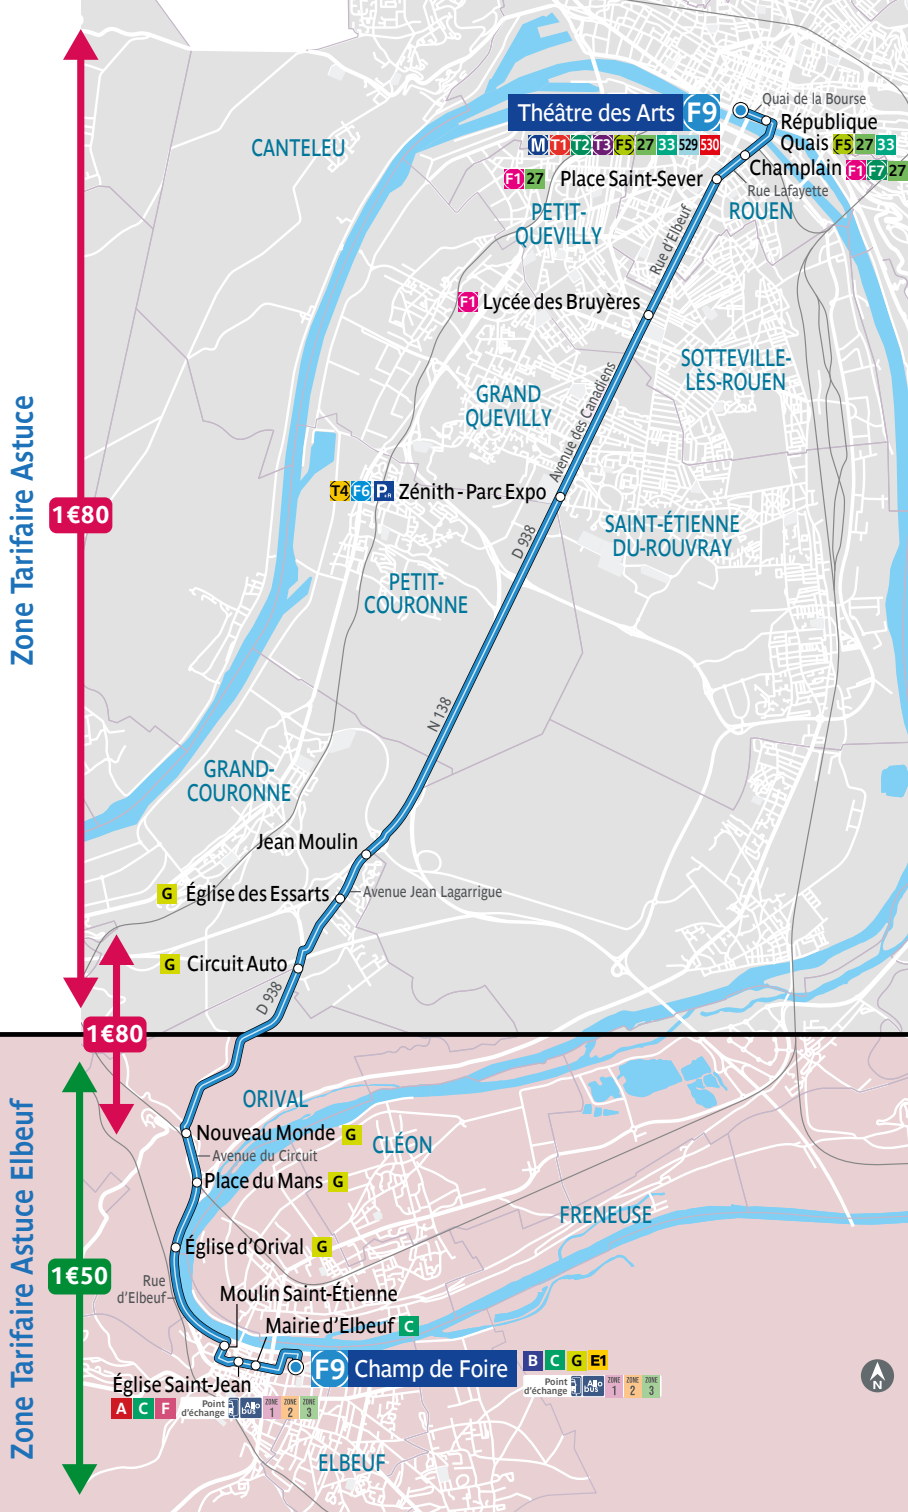 Théâtre des Arts F9
Quai de la Bourse
République
Quais F5 27 33
M T1 T2 T3 F5 27 33 529 530
Champlain F1 F7 27
F1 27 Place Saint-Sever
Rue Lafayette
CANTELEU
PETIT-
QUEVILLY
ROUEN
Rue d'Elbeuf
F1 Lycée des Bruyères
SOTTEVILLE-
LÈS-ROUEN
GRAND
QUEVILLY
Avenue des Canadiens
Zone Tarifaire Astuce
1€80
T4 F6 P+R Zénith - Parc Expo
SAINT-ÉTIENNE
DU-ROUVRAY
D 938
PETIT-
COURONNE
N 138
GRAND-
COURONNE
Jean Moulin
G Église des Essarts
Avenue Jean Lagarrigue
G Circuit Auto
D 938
1€80
ORIVAL
Nouveau Monde G
CLÉON
Avenue du Circuit
Place du Mans G
FRENEUSE
Église d'Orival G
Zone Tarifaire Astuce Elbeuf
1€50
Rue
d'Elbeuf
Moulin Saint-Étienne
Mairie d'Elbeuf C
F9 Champ de Foire B C G E1
Point
d'échange Allo
bus ZONE
1 ZONE
2 ZONE
3
Église Saint-Jean
A C F Point
d'échange Allo
bus ZONE
1 ZONE
2 ZONE
3
N
ELBEUF